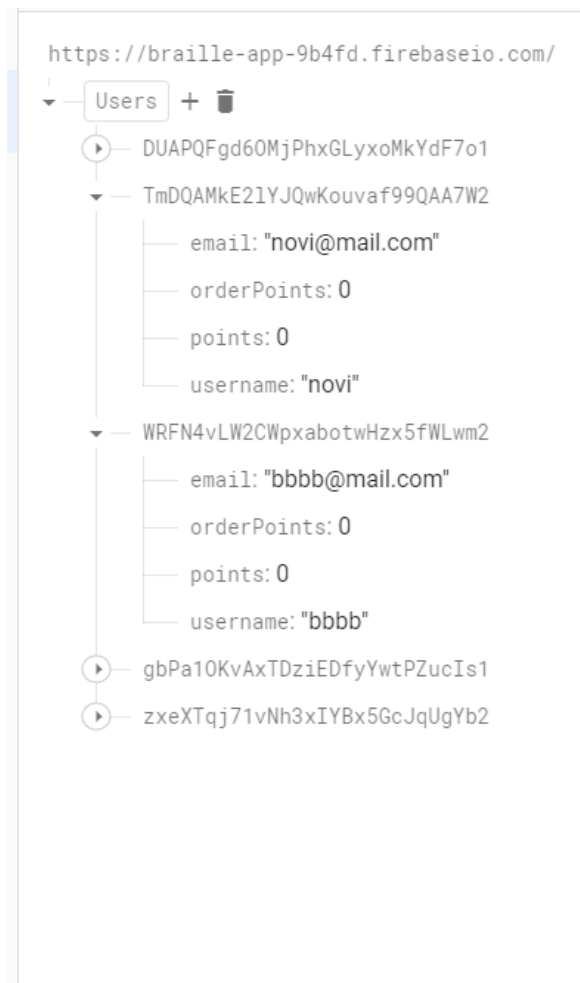 https://braille-app-9b4fd.firebaseio.com/
Users
DUAPQFgd6OMjPhxGLyxoMkYdF7o1
TmDQAMkE2lYJQwKouvaf99QAA7W2
email: "novi@mail.com"
orderPoints: 0
points: 0
username: "novi"
WRFN4vLW2CWpxabotwHzx5fWLwm2
email: "bbbb@mail.com"
orderPoints: 0
points: 0
username: "bbbb"
gbPa1OKvAxTDziEDfyYwtPZucIs1
zxeXTqj71vNh3xIYBx5GcJqUgYb2